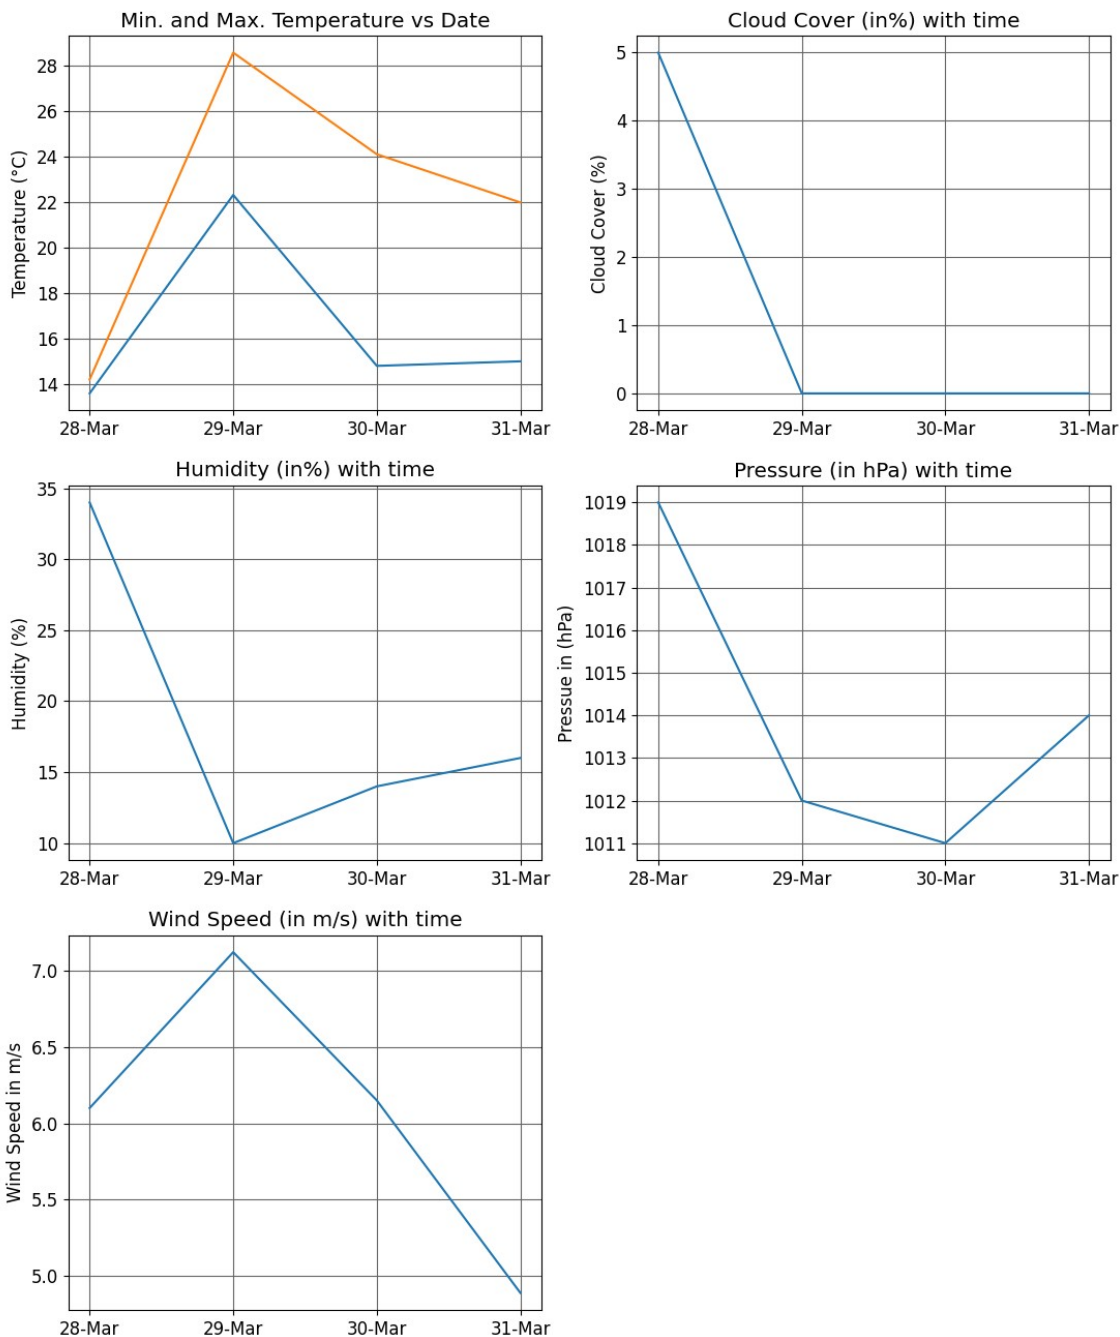 Min. and Max. Temperature vs Date
Temperature (°C)
28
26
24
22
20
18
16
14
28-Mar 29-Mar 30-Mar 31-Mar
Cloud Cover (in%) with time
Cloud Cover (%)
5
4
3
2
1
0
28-Mar 29-Mar 30-Mar 31-Mar
Humidity (in%) with time
Humidity (%)
35
30
25
20
15
10
28-Mar 29-Mar 30-Mar 31-Mar
Pressure (in hPa) with time
Pressue in (hPa)
1019
1018
1017
1016
1015
1014
1013
1012
1011
28-Mar 29-Mar 30-Mar 31-Mar
Wind Speed (in m/s) with time
Wind Speed in m/s
7.0
6.5
6.0
5.5
5.0
28-Mar 29-Mar 30-Mar 31-Mar